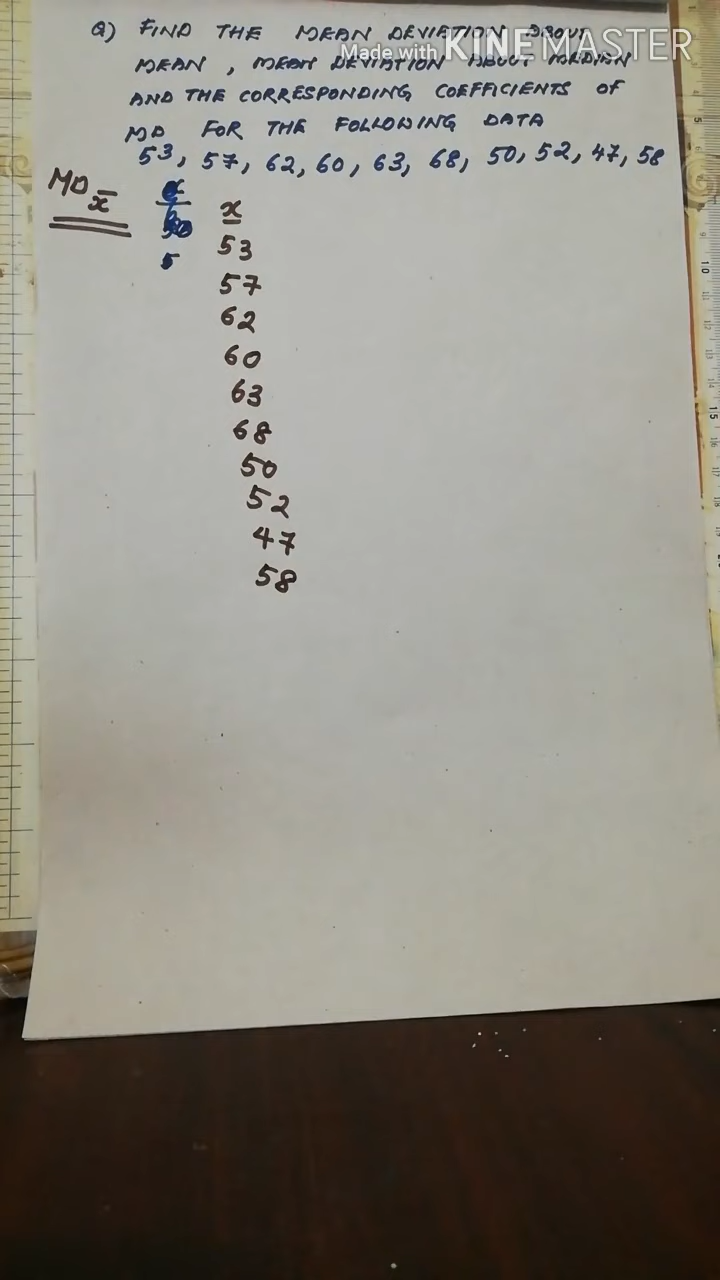 Q) FIND THE MEAN DEVIATION ABOUT
Made with KINEMASTER
MEAN, MEAN DEVIATION ABOUT MEDIAN
AND THE CORRESPONDING COEFFICIENTS OF
MD FOR THE FOLLOWING DATA
53, 57, 62, 60, 63, 68, 50, 52, 47, 58
MD x̄
x
53
5
57
62
60
63
68
50
52
47
58